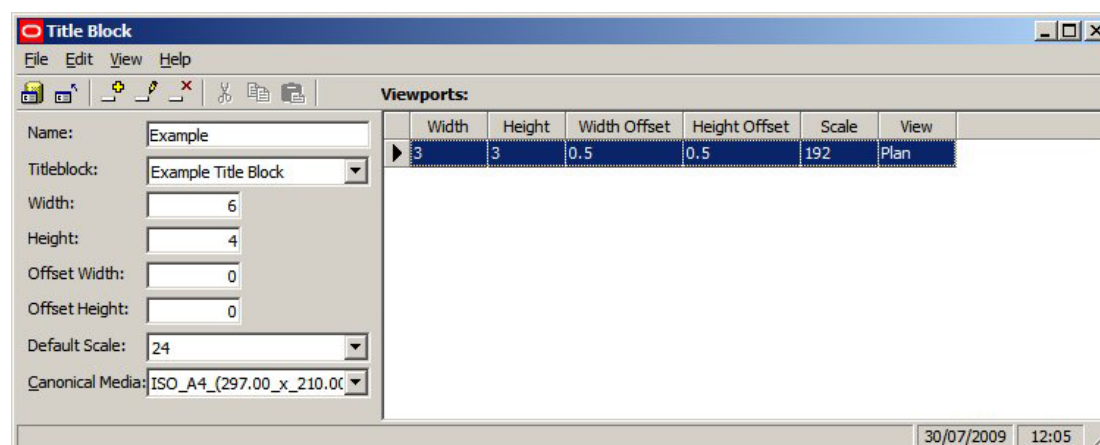 Title Block
File Edit View Help
Viewports:
Name: Example
Titleblock: Example Title Block
Width: 6
Height: 4
Offset Width: 0
Offset Height: 0
Default Scale: 24
Canonical Media: ISO_A4_(297.00_x_210.00
Width Height Width Offset Height Offset Scale View
3 3 0.5 0.5 192 Plan
30/07/2009 12:05